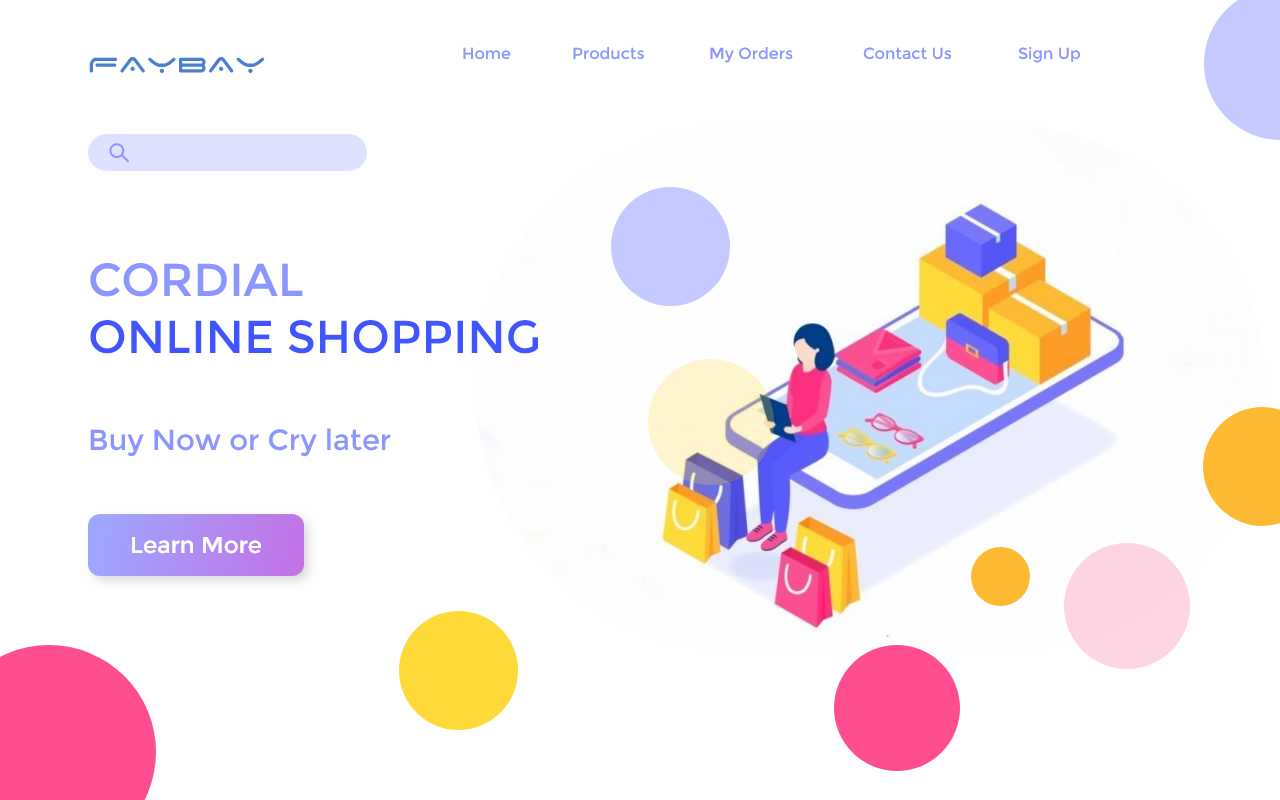 FAYBAY
Home Products My Orders Contact Us Sign Up
CORDIAL
ONLINE SHOPPING
Buy Now or Cry later
Learn More